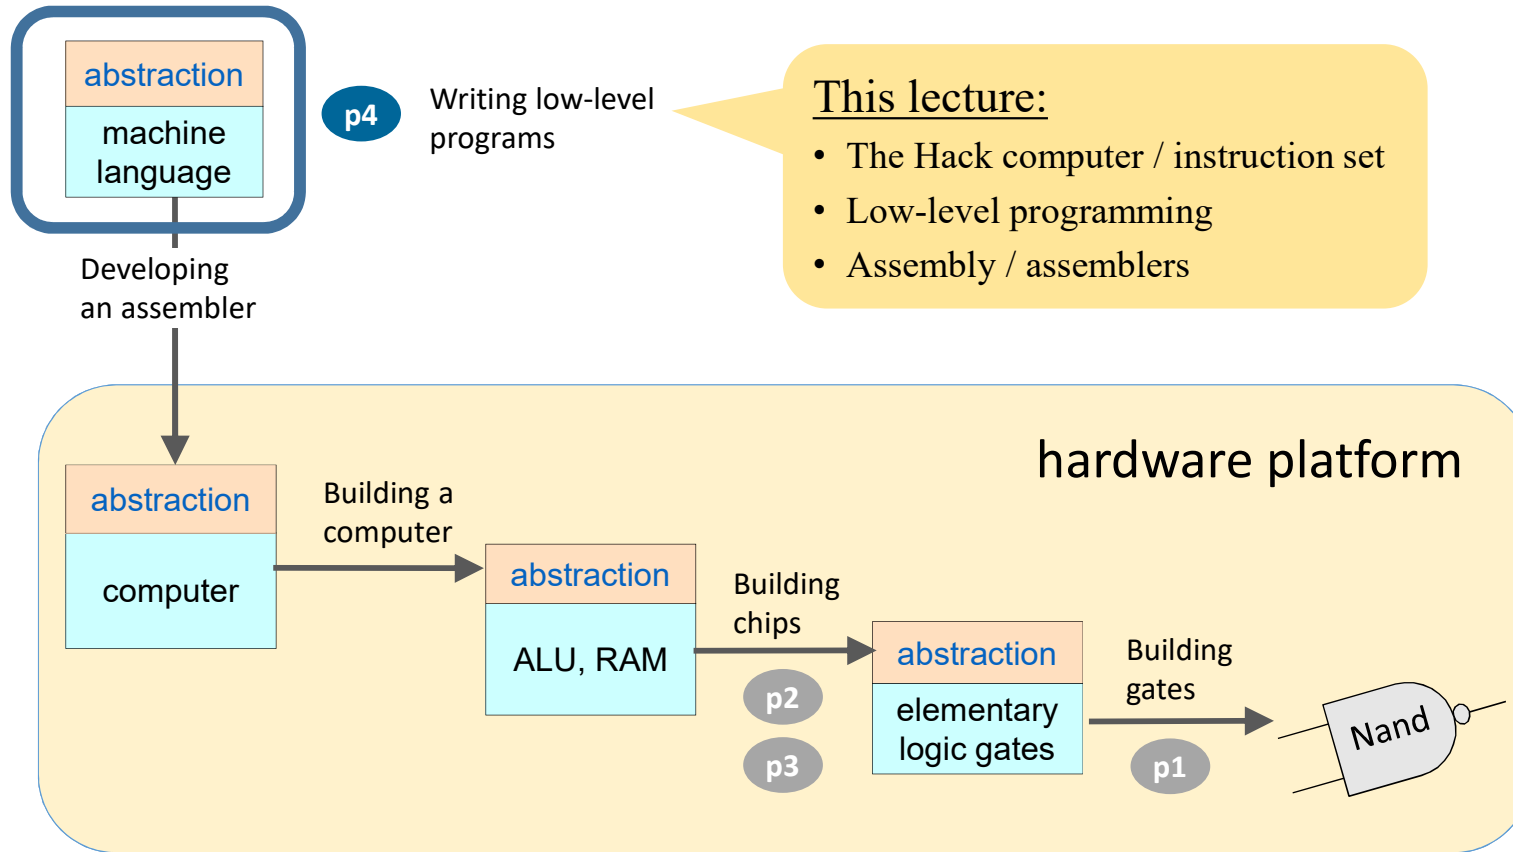 abstraction
machine
language
p4
Writing low-level
programs
This lecture:
• The Hack computer / instruction set
• Low-level programming
• Assembly / assemblers
Developing
an assembler
hardware platform
abstraction
computer
Building a
computer
abstraction
ALU, RAM
Building
chips
p2
p3
abstraction
elementary
logic gates
Building
gates
p1
Nand